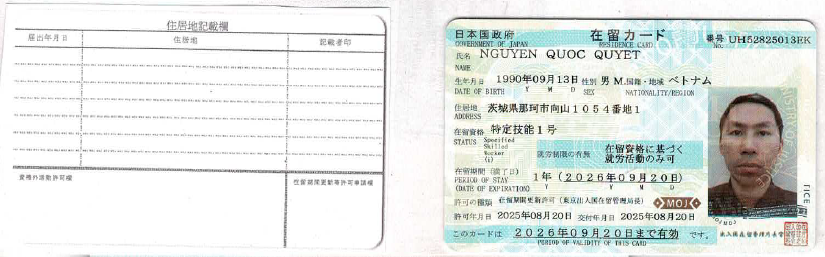 住居地記載欄
届出年月日 住居地 記載者印
資格外活動許可欄
在留期間更新等許可申請欄
日本国政府 在留カード 番号 UH52825013EK
GOVERNMENT OF JAPAN RESIDENCE CARD No.
氏名 NGUYEN QUOC QUYET
NAME
生年月日 1990年09月13日 性別 男 M. 国籍・地域 ベトナム
DATE OF BIRTH Y M D SEX NATIONALITY/REGION
住居地 茨城県那珂市向山1054番地1
ADDRESS
在留資格 特定技能1号
STATUS Specified
Skilled
Worker
(i)
就労制限の有無 在留資格に基づく
就労活動のみ可
在留期間(満了日) 1年(2026年09月20日)
PERIOD OF STAY
(DATE OF EXPIRATION) Y M D
許可の種類 在留期間更新許可(東京出入国在留管理局長)
MOJ
許可年月日 2025年08月20日 交付年月日 2025年08月20日
このカードは 2026年09月20日まで有効 です。
PERIOD OF VALIDITY OF THIS CARD